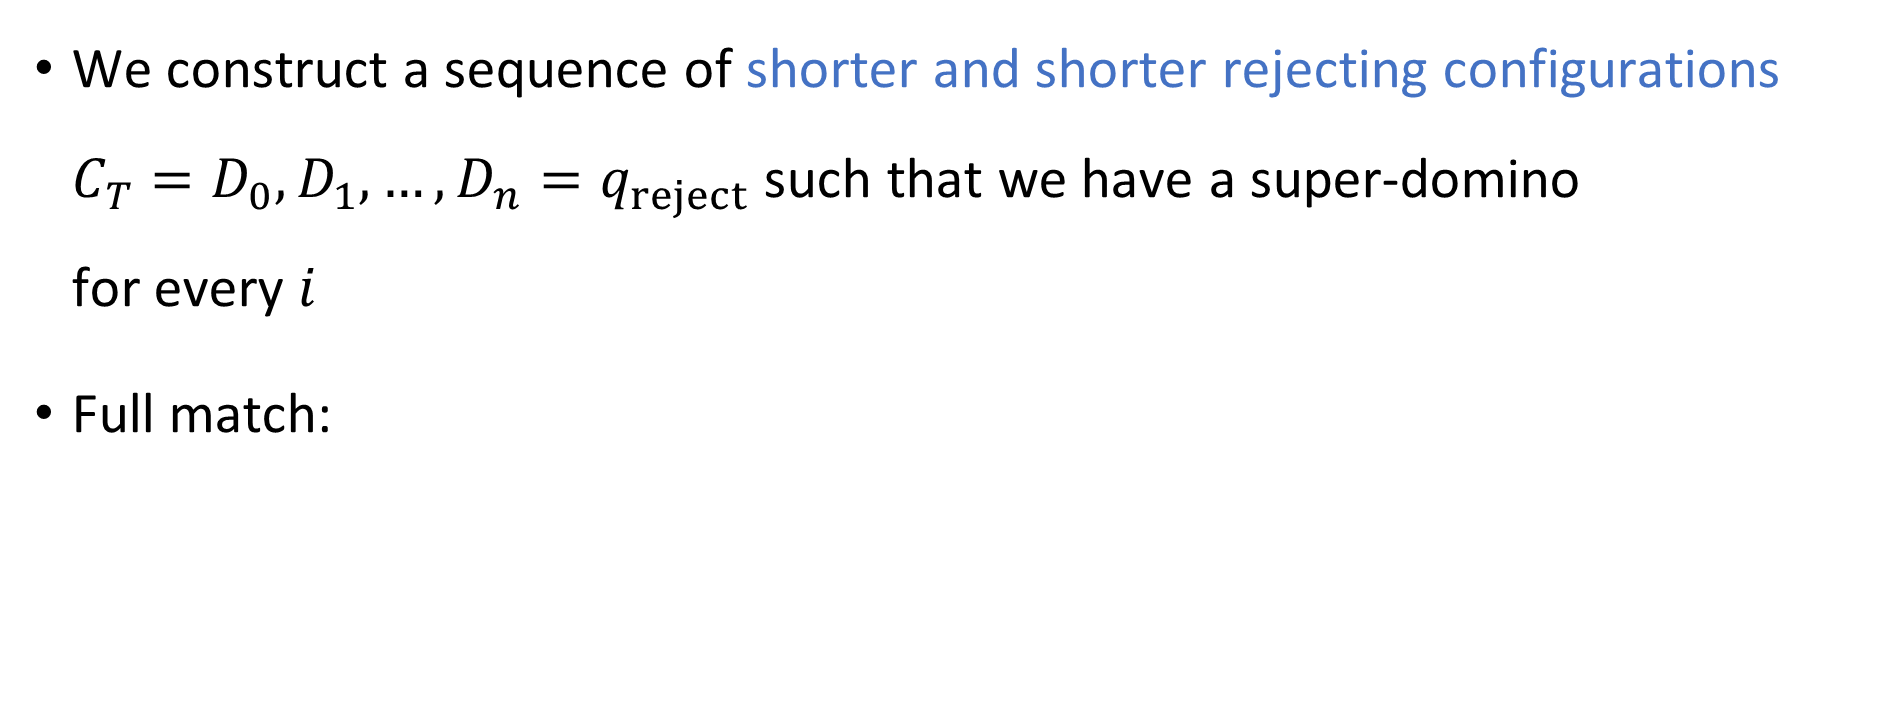 • We construct a sequence of shorter and shorter rejecting configurations
C_T = D_0, D_1, … , D_n = q_reject such that we have a super-domino
for every i
• Full match: